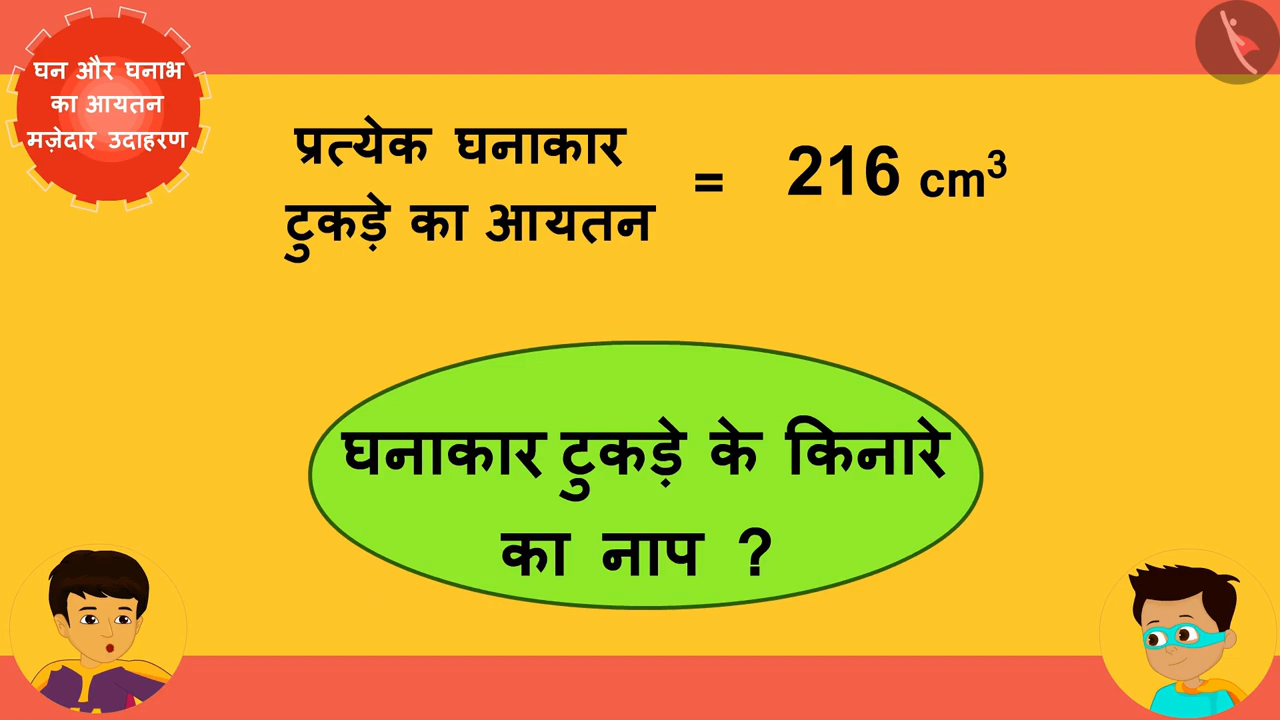 घन और घनाभ
का आयतन
मज़ेदार उदाहरण
प्रत्येक घनाकार
टुकड़े का आयतन = 216 cm³
घनाकार टुकड़े के किनारे
का नाप ?